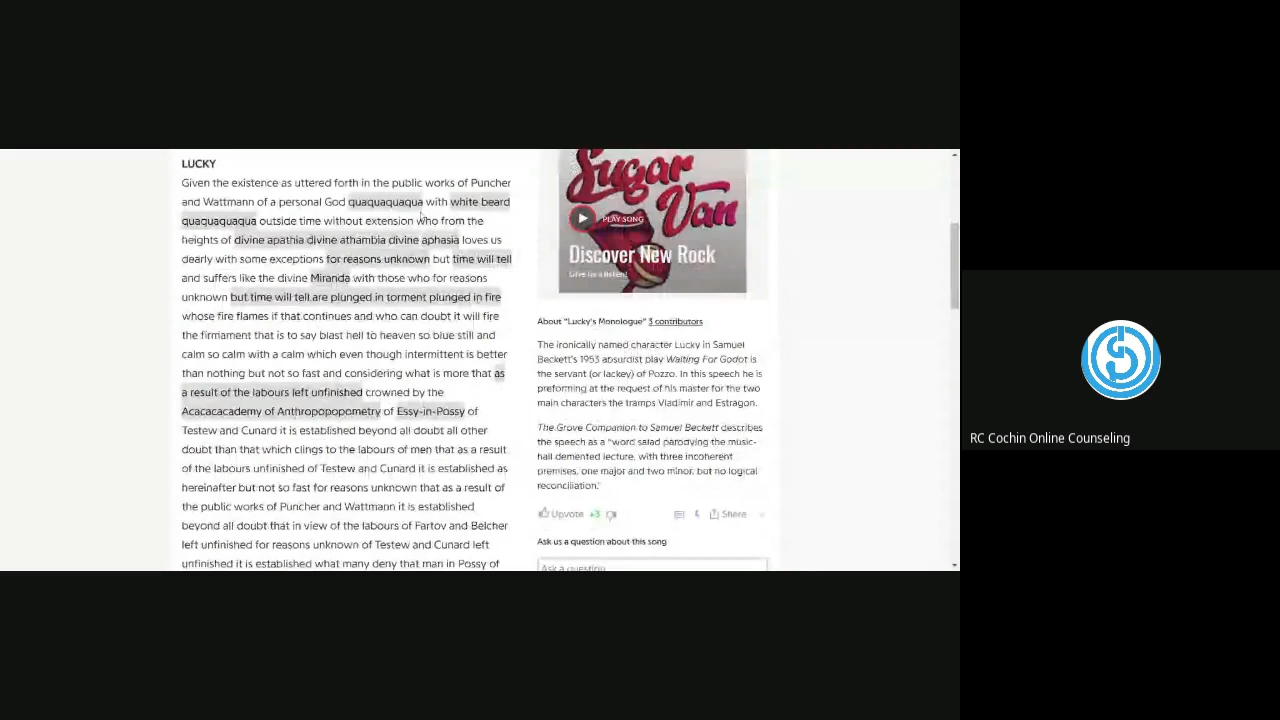 LUCKY
Given the existence as uttered forth in the public works of Puncher
and Wattmann of a personal God quaquaquaqua with white beard
quaquaquaqua outside time without extension who from the
heights of divine apathia divine athambia divine aphasia loves us
dearly with some exceptions for reasons unknown but time will tell
and suffers like the divine Miranda with those who for reasons
unknown but time will tell are plunged in torment plunged in fire
whose fire flames if that continues and who can doubt it will fire
the firmament that is to say blast hell to heaven so blue still and
calm so calm with a calm which even though intermittent is better
than nothing but not so fast and considering what is more that as
a result of the labours left unfinished crowned by the
Acacacacademy of Anthropopopometry of Essy-in-Possy of
Testew and Cunard it is established beyond all doubt all other
doubt than that which clings to the labours of men that as a result
of the labours unfinished of Testew and Cunard it is established as
hereinafter but not so fast for reasons unknown that as a result of
the public works of Puncher and Wattmann it is established
beyond all doubt that in view of the labours of Fartov and Belcher
left unfinished for reasons unknown of Testew and Cunard left
unfinished it is established what many deny that man in Possy of
Sugar
Van
PLAY SONG
Discover New Rock
Give us a listen!
About “Lucky's Monologue” 3 contributors
The ironically named character Lucky in Samuel
Beckett's 1953 absurdist play Waiting For Godot is
the servant (or lackey) of Pozzo. In this speech he is
preforming at the request of his master for the two
main characters the tramps Vladimir and Estragon.
The Grove Companion to Samuel Beckett describes
the speech as a “word salad parodying the music-
hall demented lecture, with three incoherent
premises, one major and two minor, but no logical
reconciliation.”
Upvote +3 Share
Ask us a question about this song
Ask a question
RC Cochin Online Counseling